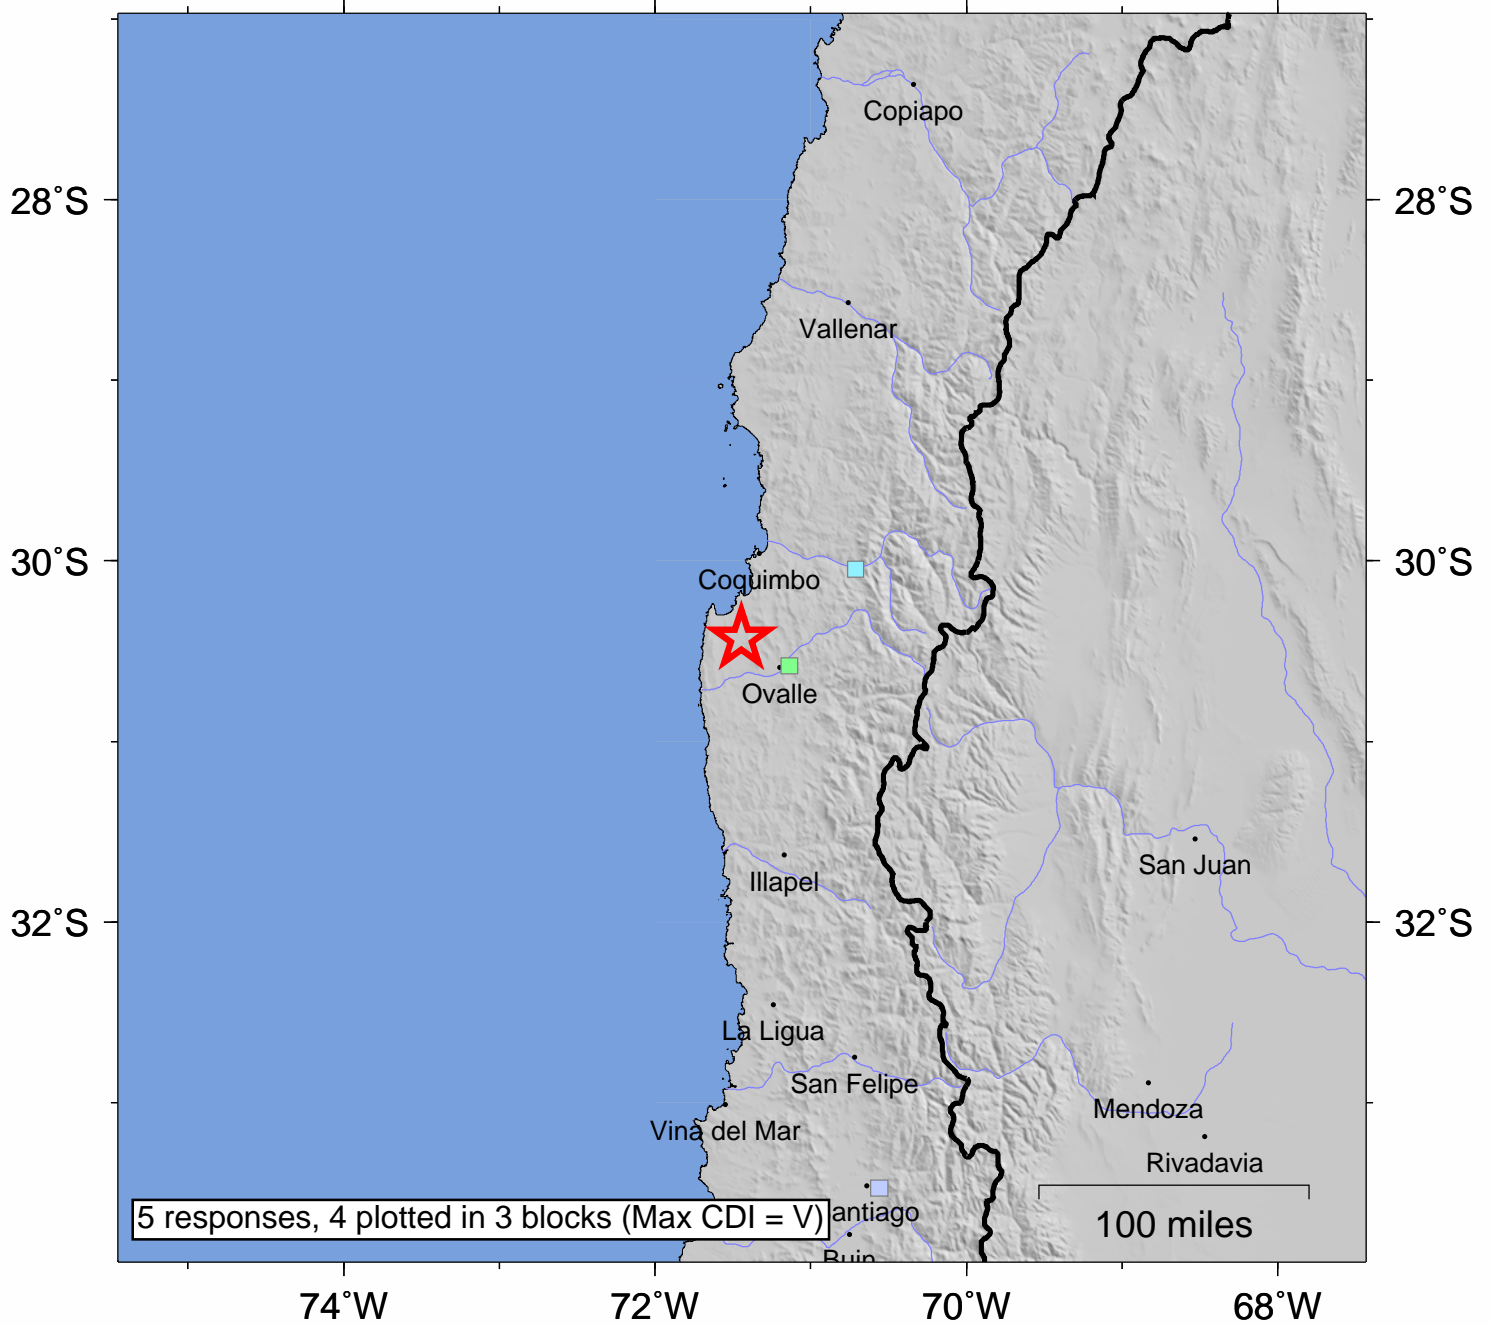 Copiapo
28°S
28°S
Vallenar
30°S
30°S
Coquimbo
Ovalle
San Juan
Illapel
32°S
32°S
La Ligua
San Felipe
Mendoza
Vina del Mar
Rivadavia
5 responses, 4 plotted in 3 blocks (Max CDI = V)
antiago
100 miles
Buin
74°W
72°W
70°W
68°W